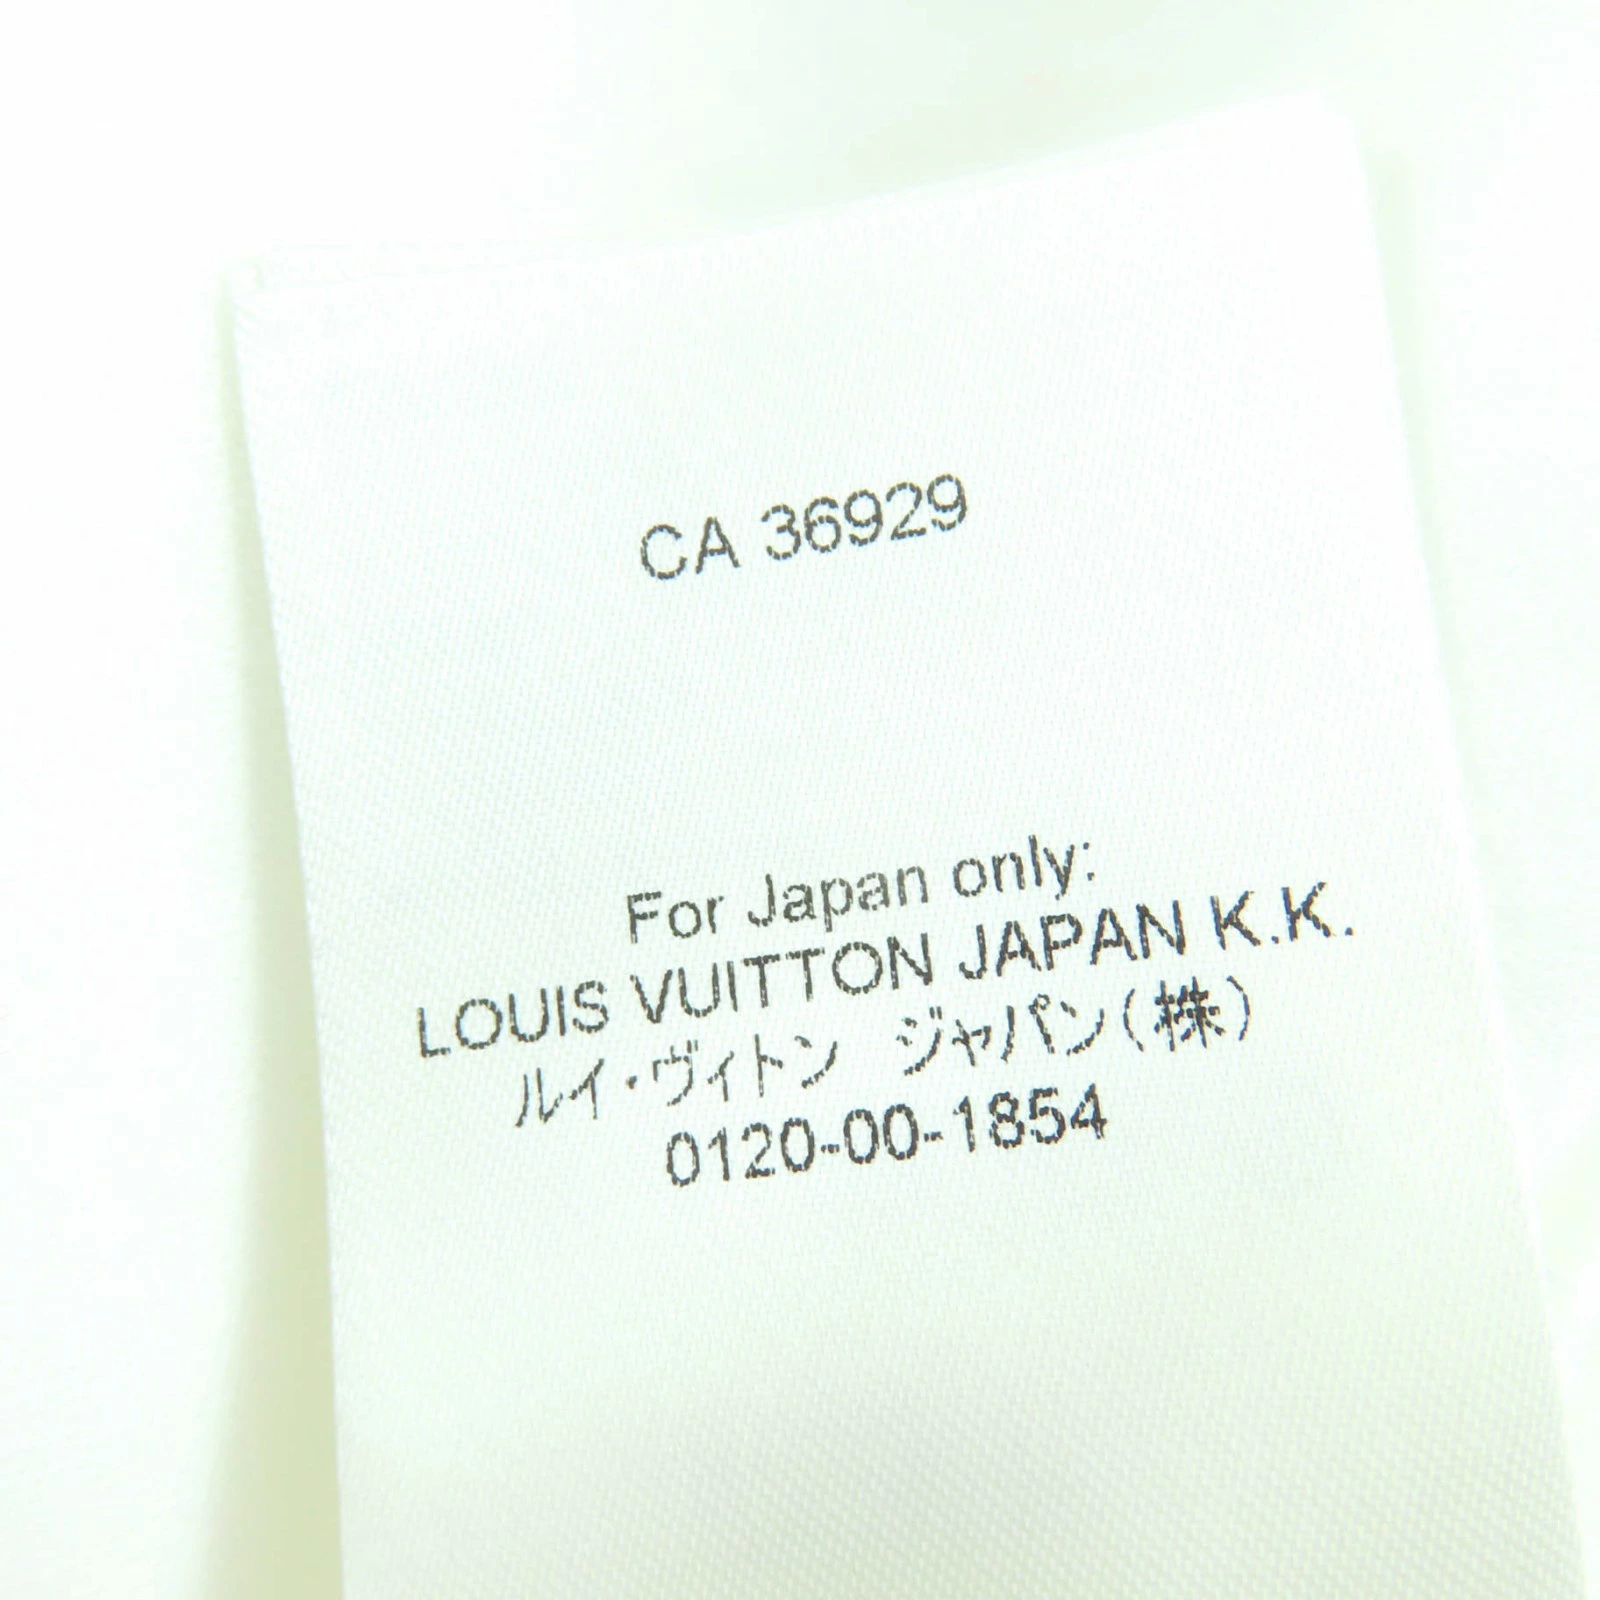 CA 36929
For Japan only:
LOUIS VUITTON JAPAN K.K.
ルイ・ヴィトン ジャパン(株)
0120-00-1854